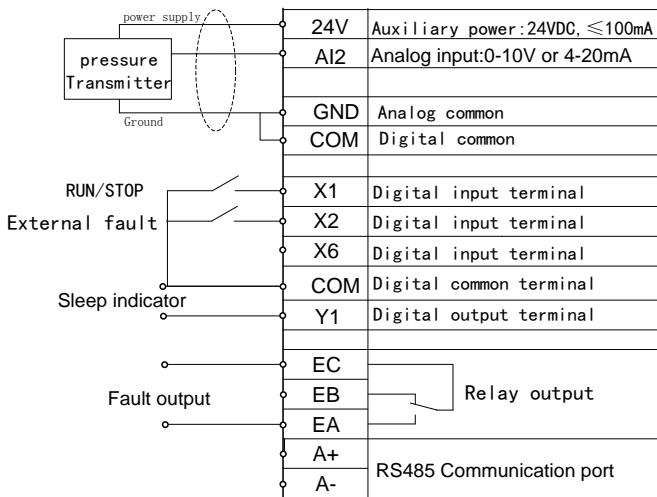 power supply
24V Auxiliary power:24VDC,≤100mA
pressure
Transmitter
AI2 Analog input:0-10V or 4-20mA
Ground
GND Analog common
COM Digital common
RUN/STOP
X1 Digital input terminal
External fault
X2 Digital input terminal
X6 Digital input terminal
COM Digital common terminal
Sleep indicator
Y1 Digital output terminal
EC
Fault output
EB Relay output
EA
A+
RS485 Communication port
A-